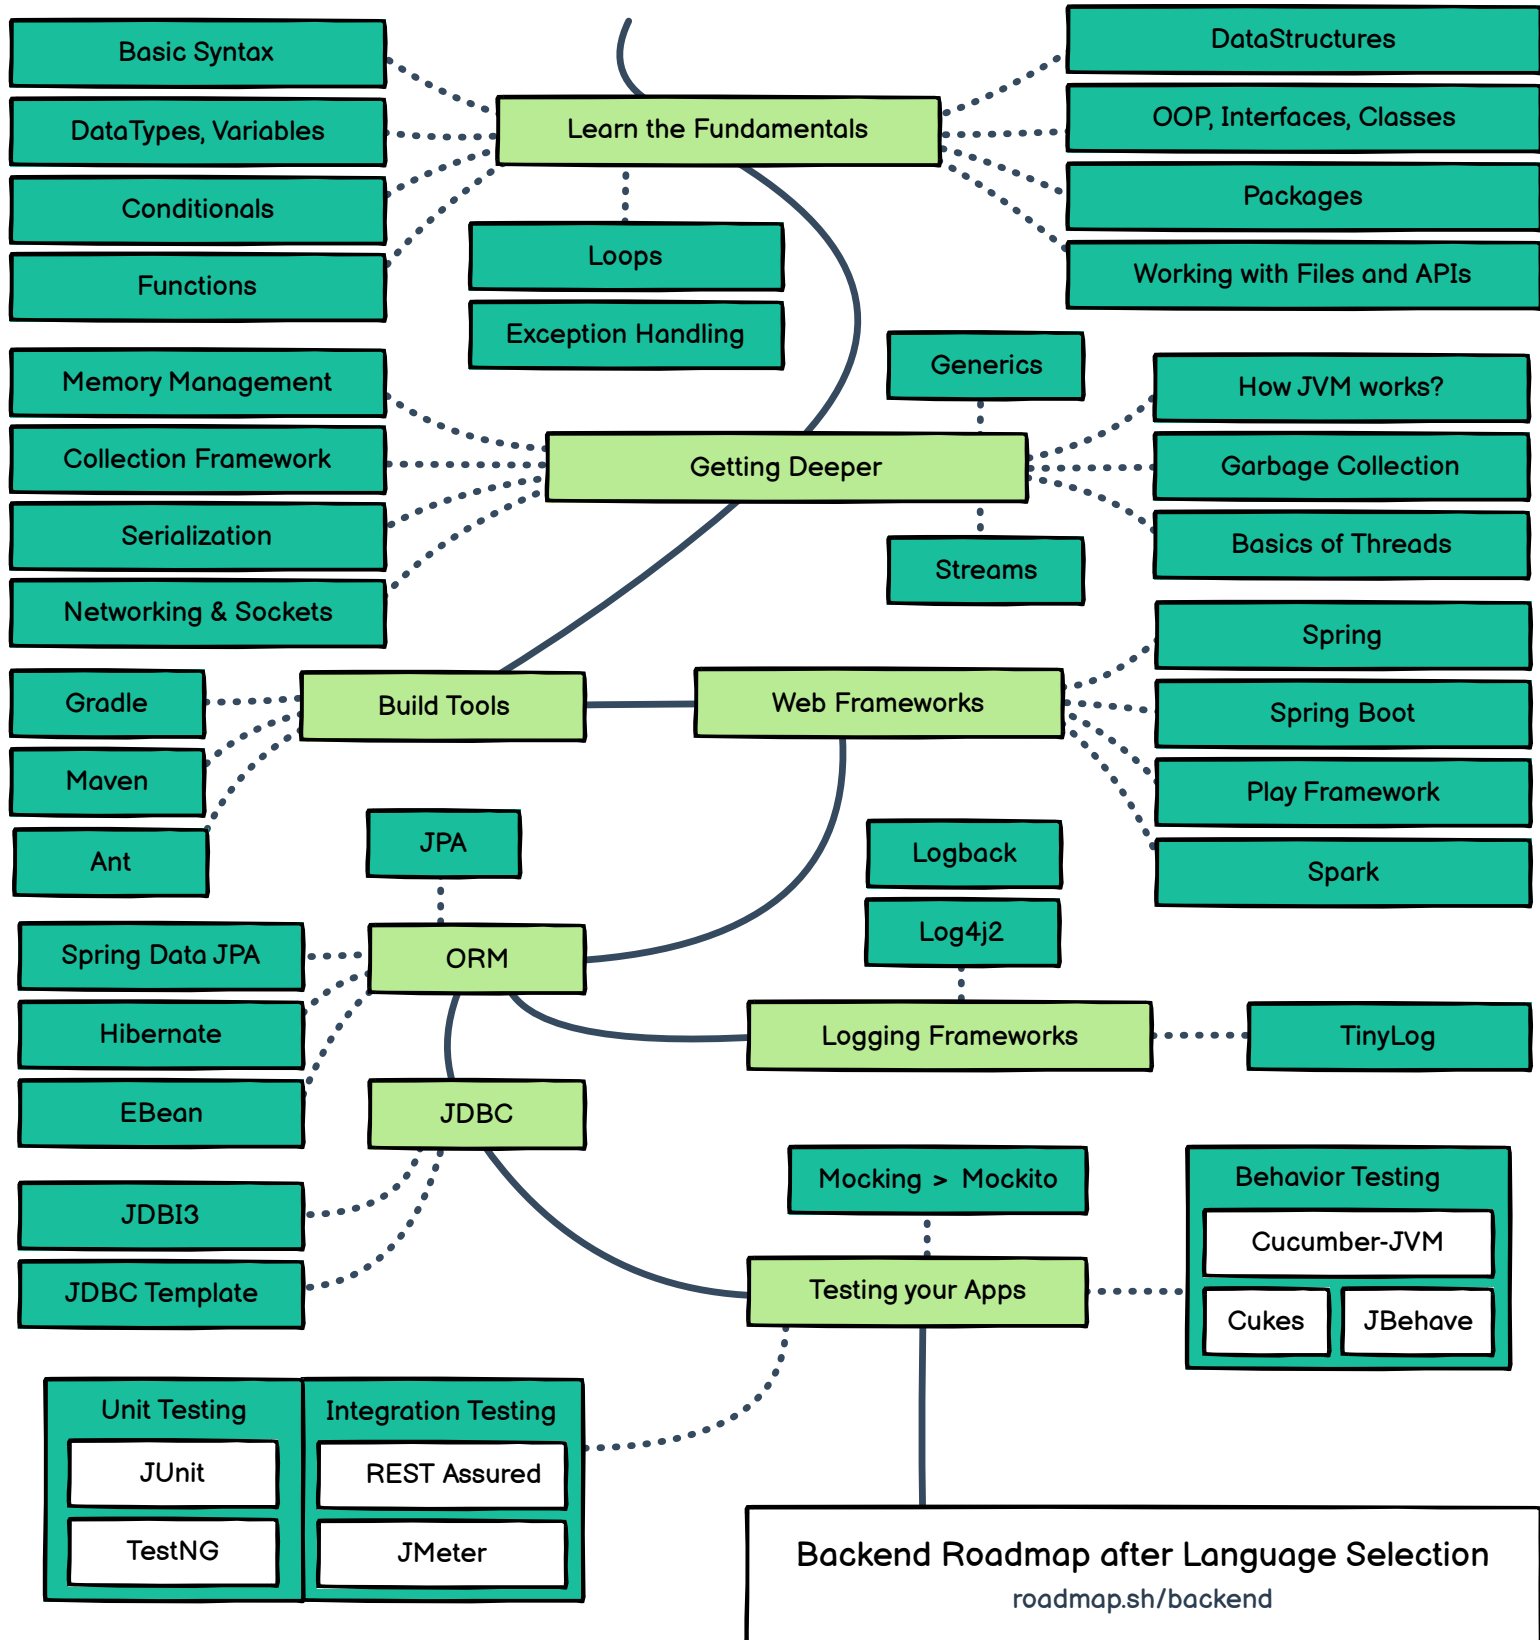 Basic Syntax
DataTypes, Variables
Conditionals
Functions
Learn the Fundamentals
Loops
Exception Handling
DataStructures
OOP, Interfaces, Classes
Packages
Working with Files and APIs
Memory Management
Collection Framework
Serialization
Networking & Sockets
Generics
Getting Deeper
Streams
How JVM works?
Garbage Collection
Basics of Threads
Gradle
Maven
Ant
Build Tools
Web Frameworks
Spring
Spring Boot
Play Framework
Spark
JPA
Spring Data JPA
Hibernate
EBean
ORM
Logback
Log4j2
Logging Frameworks
TinyLog
JDBC
JDBI3
JDBC Template
Mocking > Mockito
Testing your Apps
Behavior Testing
Cucumber-JVM
Cukes
JBehave
Unit Testing
JUnit
TestNG
Integration Testing
REST Assured
JMeter
Backend Roadmap after Language Selection
roadmap.sh/backend